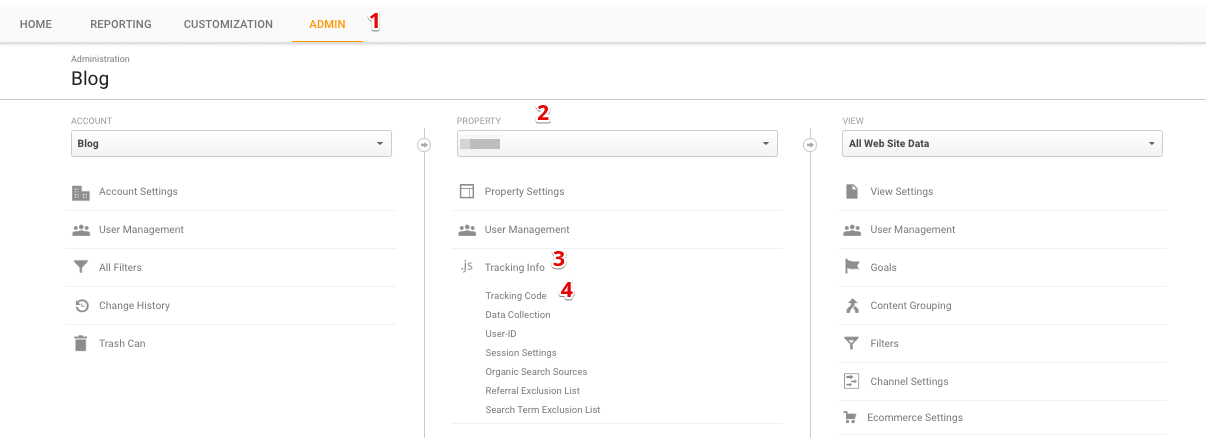 HOME REPORTING CUSTOMIZATION ADMIN 1
Administration
Blog
ACCOUNT
Blog
Account Settings
User Management
All Filters
Change History
Trash Can
PROPERTY 2
Property Settings
User Management
.js Tracking Info 3
Tracking Code 4
Data Collection
User-ID
Session Settings
Organic Search Sources
Referral Exclusion List
Search Term Exclusion List
VIEW
All Web Site Data
View Settings
User Management
Goals
Content Grouping
Filters
Channel Settings
Ecommerce Settings